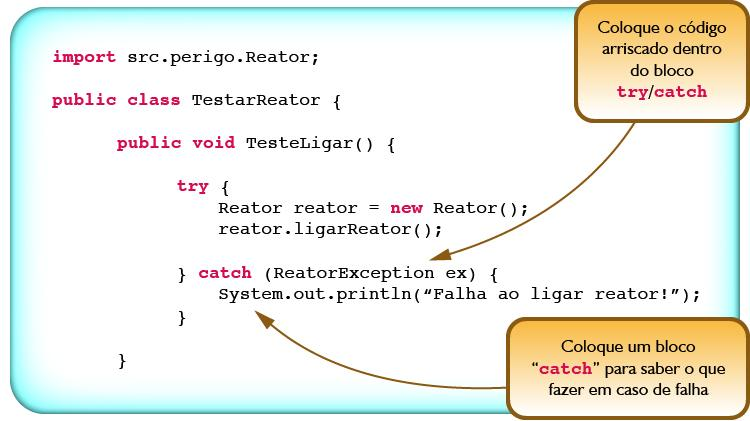 Coloque o código
arriscado dentro
do bloco
try/catch
import src.perigo.Reator;
public class TestarReator {
public void TesteLigar() {
try {
Reator reator = new Reator();
reator.ligarReator();
} catch (ReatorException ex) {
System.out.println(“Falha ao ligar reator!”);
}
}
Coloque um bloco
“catch” para saber o que
fazer em caso de falha